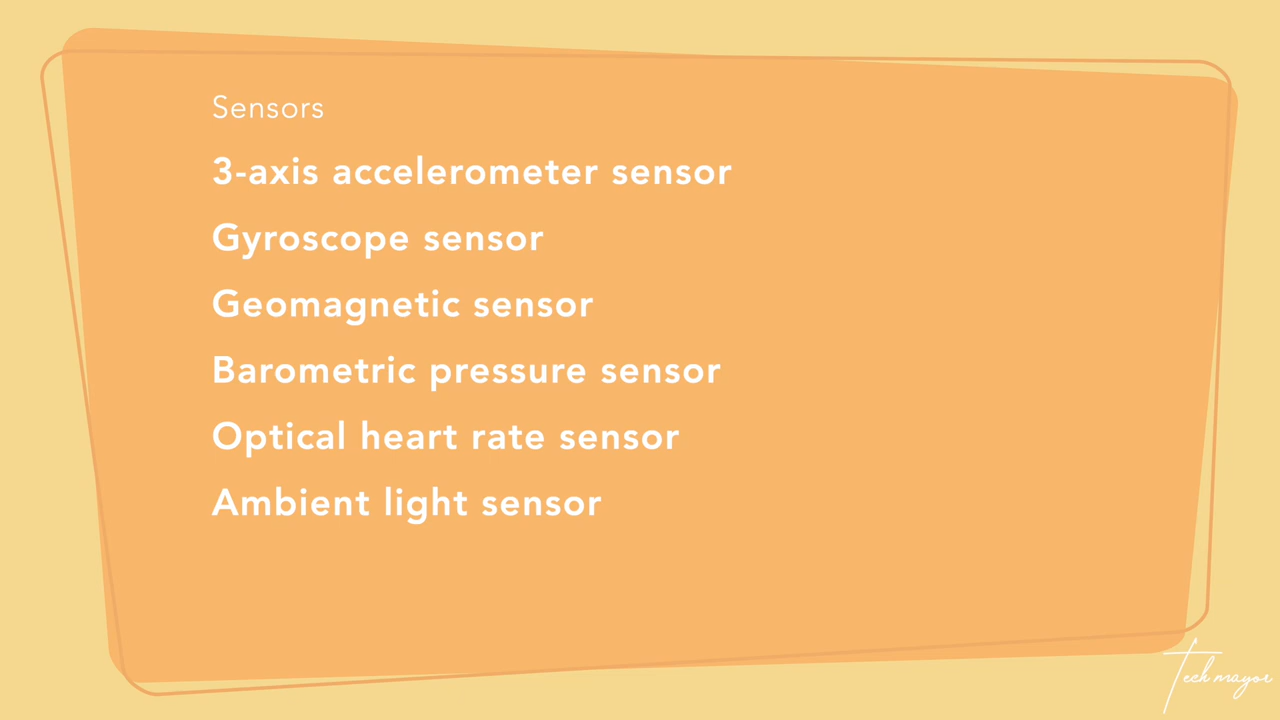 Sensors
3-axis accelerometer sensor
Gyroscope sensor
Geomagnetic sensor
Barometric pressure sensor
Optical heart rate sensor
Ambient light sensor
Tech mayor